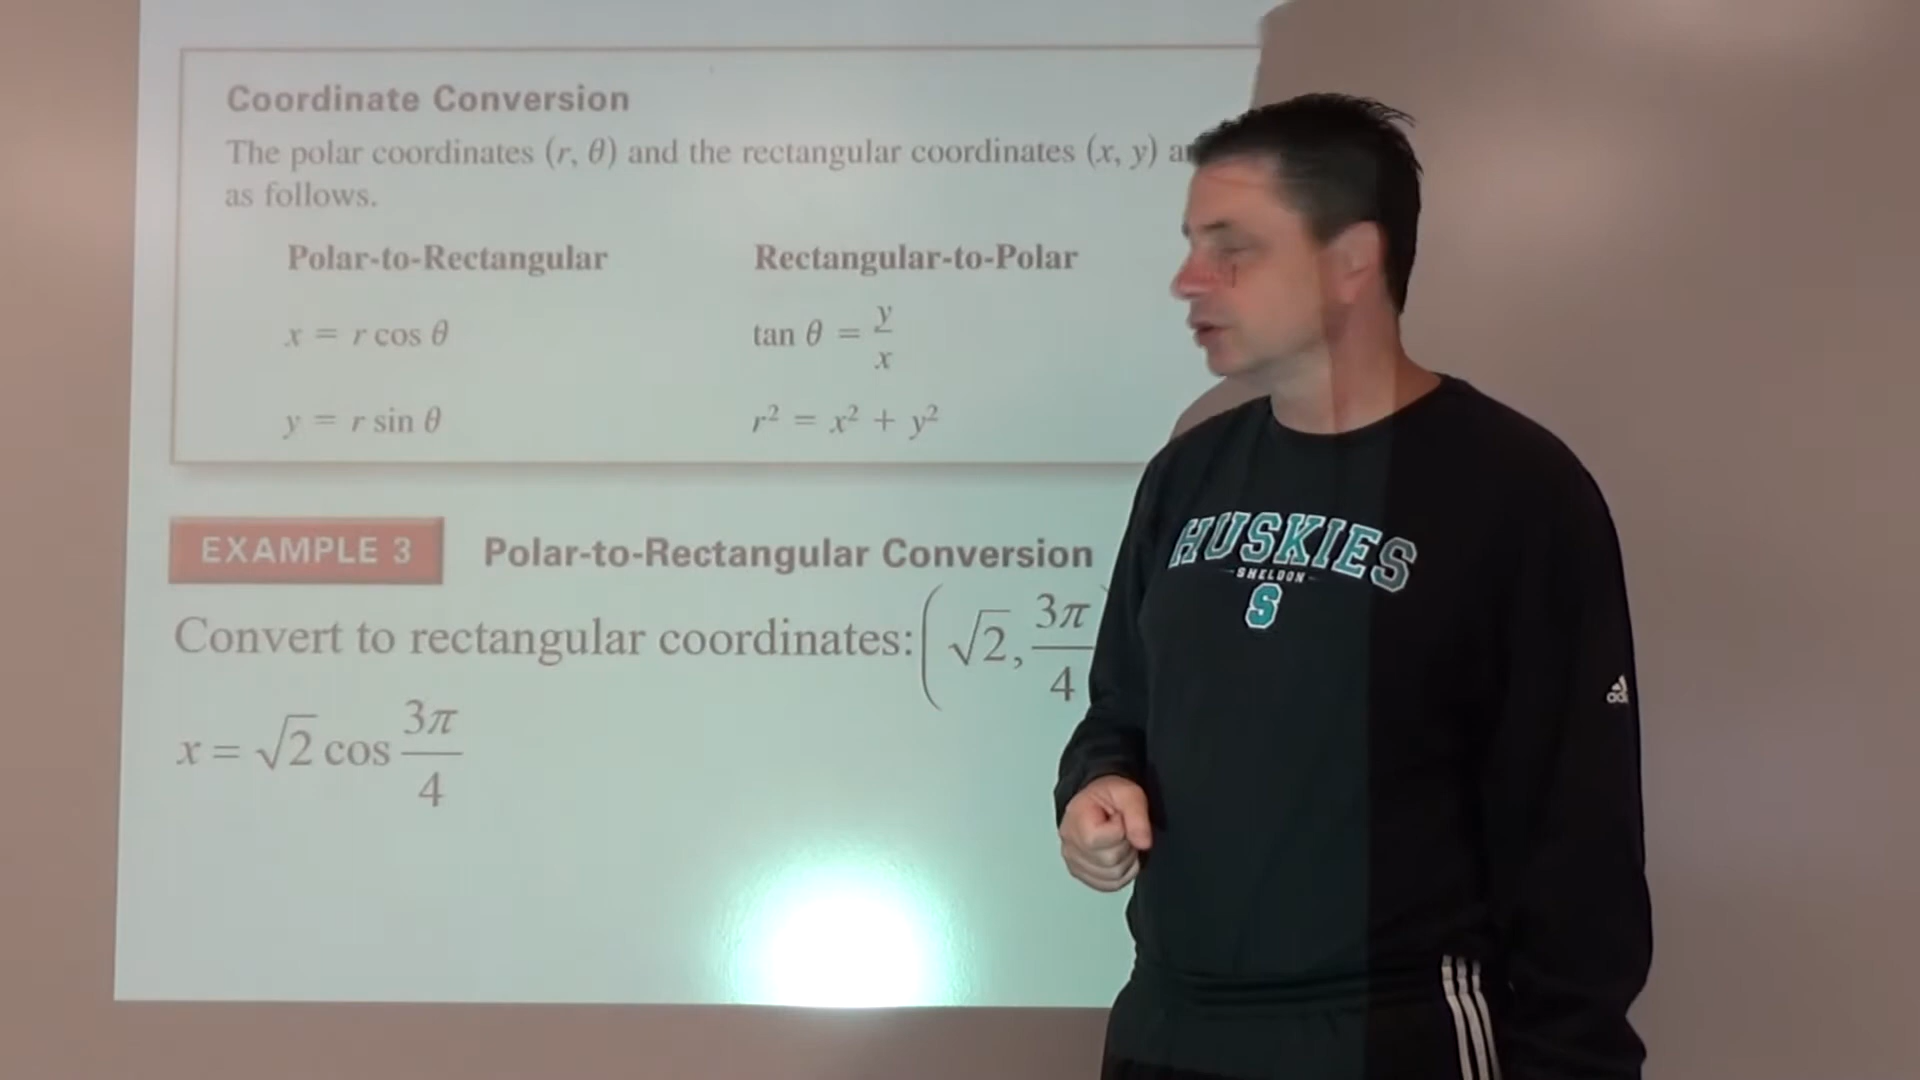 Coordinate Conversion
The polar coordinates (r, θ) and the rectangular coordinates (x, y)
as follows.
Polar-to-Rectangular Rectangular-to-Polar
x = r cos θ tan θ = y/x
y = r sin θ r² = x² + y²
EXAMPLE 3 Polar-to-Rectangular Conversion
Convert to rectangular coordinates: (√2, 3π/4
x = √2 cos 3π/4
HUSKIES
SHELDON
S